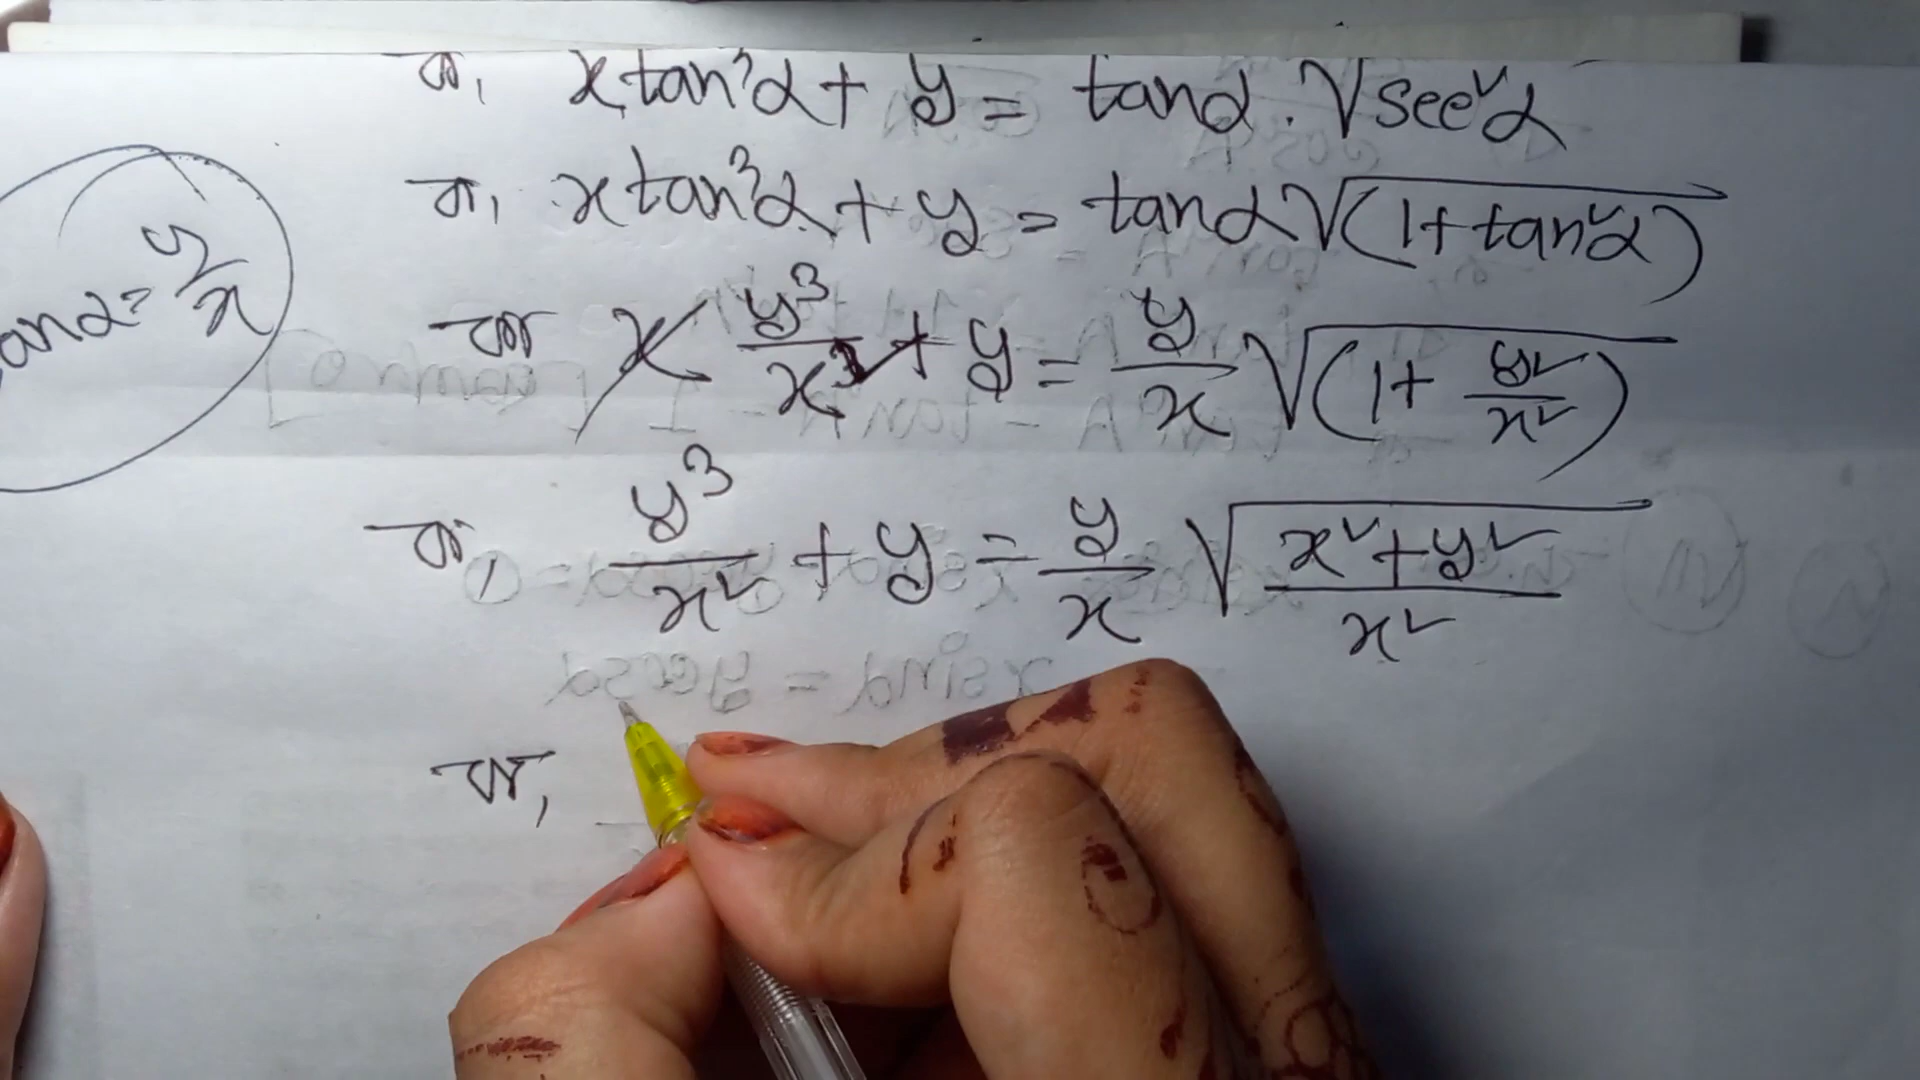 বা, x tan³α + y = tanα . √sec²α
বা, x tan³α + y = tanα √(1 + tan²α)
tanα = y/x
বা x y³/x³ + y = y/x √(1 + y²/x²)
বা, y³/x² + y = y/x √(x² + y²/x²)
বা,